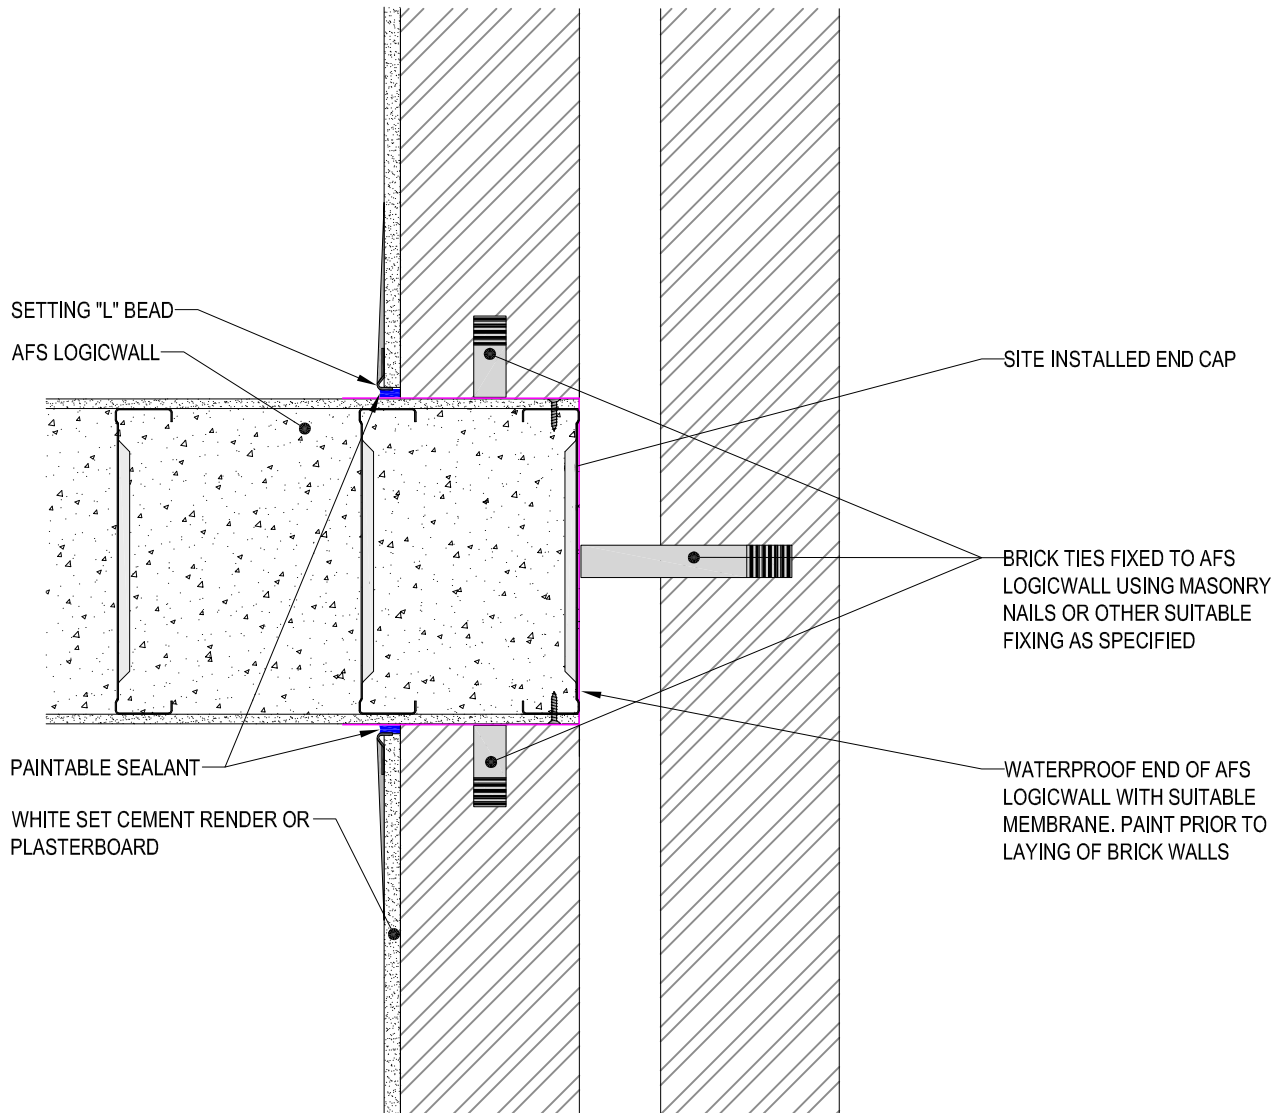 SETTING "L" BEAD
AFS LOGICWALL
SITE INSTALLED END CAP
BRICK TIES FIXED TO AFS
LOGICWALL USING MASONRY
NAILS OR OTHER SUITABLE
FIXING AS SPECIFIED
PAINTABLE SEALANT
WHITE SET CEMENT RENDER OR
PLASTERBOARD
WATERPROOF END OF AFS
LOGICWALL WITH SUITABLE
MEMBRANE. PAINT PRIOR TO
LAYING OF BRICK WALLS